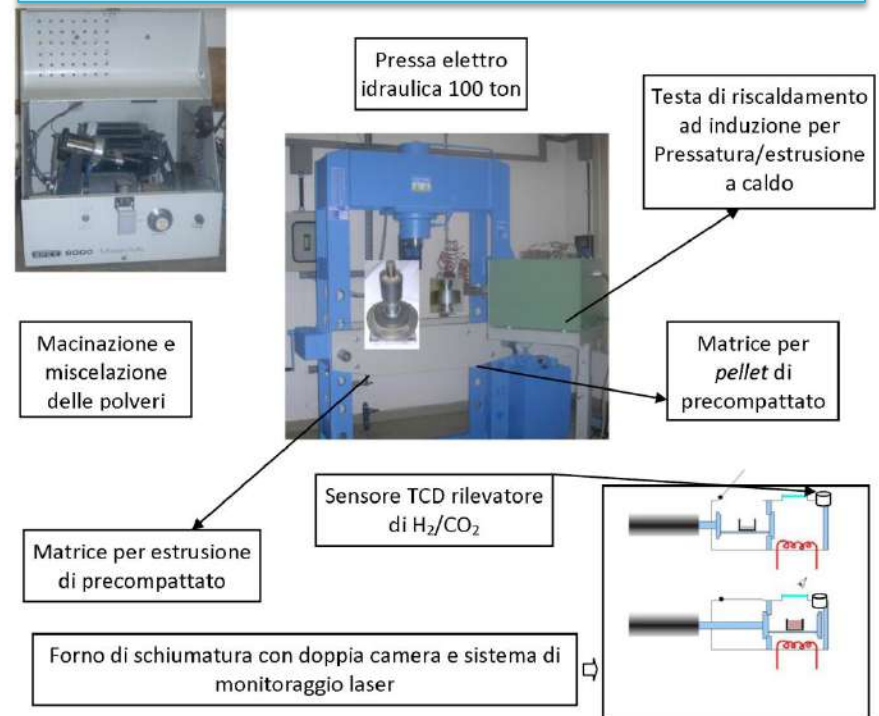 Pressa elettro
idraulica 100 ton
Testa di riscaldamento
ad induzione per
Pressatura/estrusione
a caldo
SPEX 8000
Macinazione e
miscelazione
delle polveri
Matrice per
pellet di
precompattato
Sensore TCD rilevatore
di H₂/CO₂
Matrice per estrusione
di precompattato
Forno di schiumatura con doppia camera e sistema di
monitoraggio laser